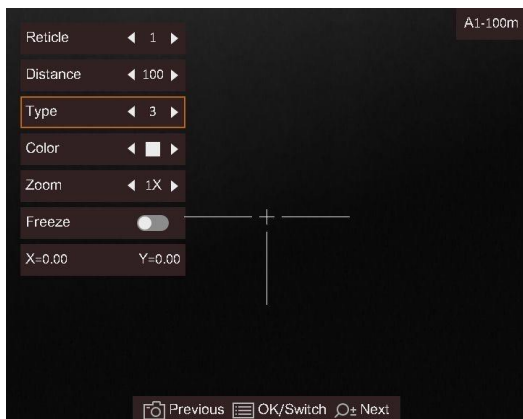 A1-100m
Reticle 1
Distance 100
Type 3
Color
Zoom 1X
Freeze
X=0.00 Y=0.00
Previous OK/Switch Next